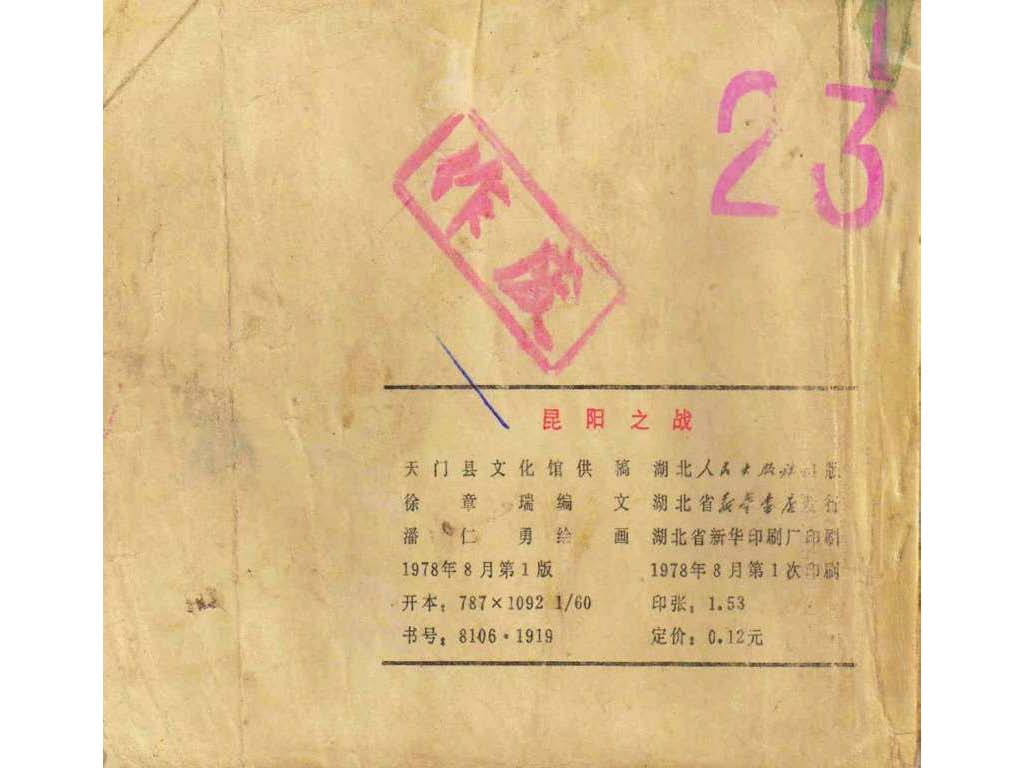 1
23
作废
昆阳之战
天门县文化馆供稿 湖北人民出版社出版
徐章瑞编文 湖北省新华书店发行
潘仁勇绘画 湖北省新华印刷厂印刷
1978年8月第1版 1978年8月第1次印刷
开本：787×1092 1/60 印张：1.53
书号：8106·1919 定价：0.12元